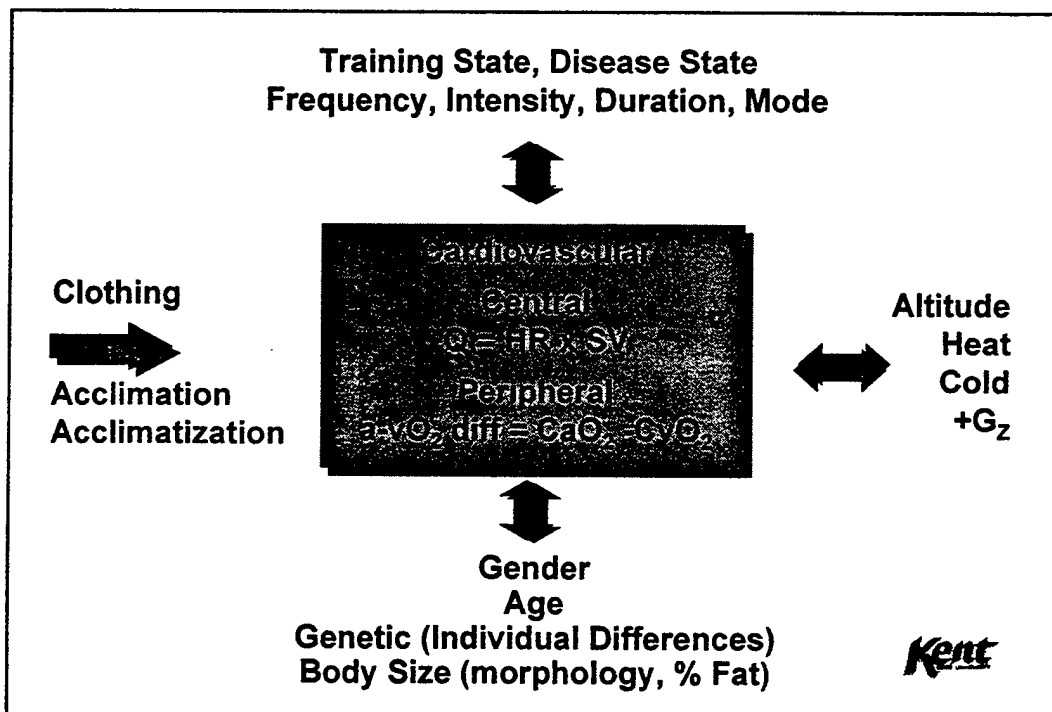 Training State, Disease State
Frequency, Intensity, Duration, Mode
Clothing
Acclimation
Acclimatization
Cardiovascular
Central
Q = HR x SV
Peripheral
a-vO₂ diff = CaO₂ -CvO₂
Altitude
Heat
Cold
+G_Z
Gender
Age
Genetic (Individual Differences)
Body Size (morphology, % Fat)
Kent